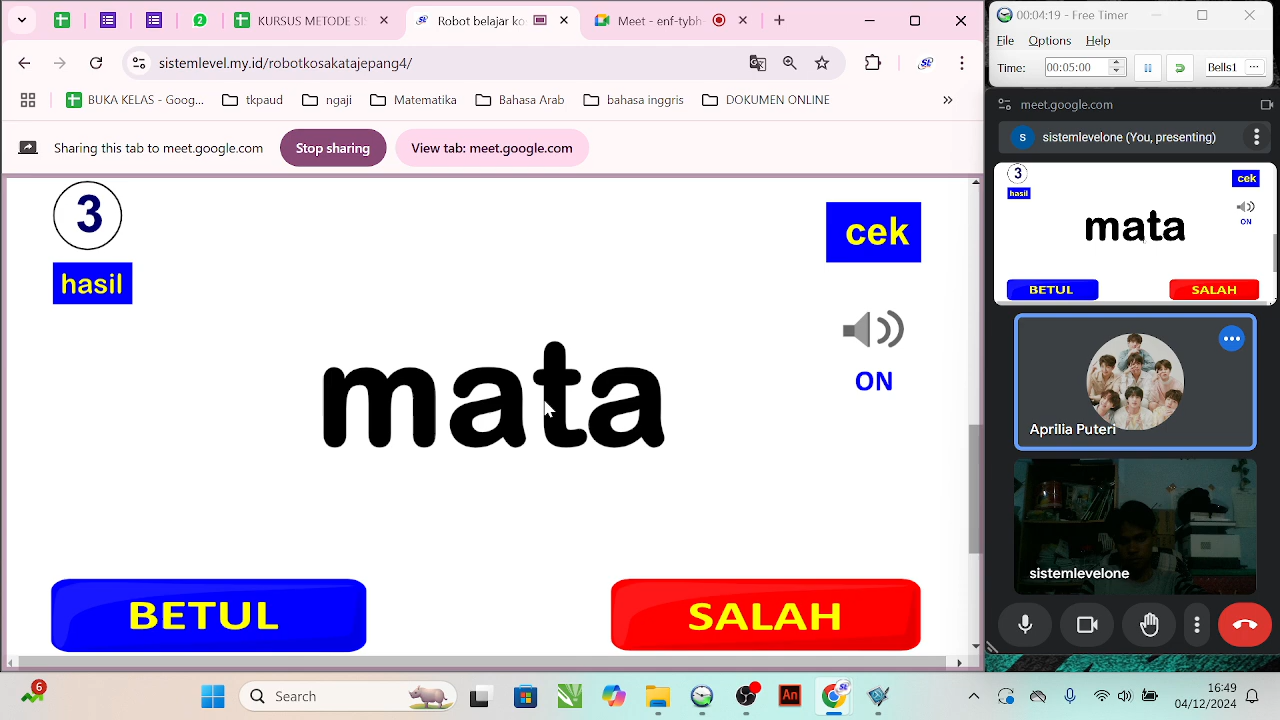 KURSUS METODE SIS
Robot belajar ko
Meet - enf-tybh
sistemlevel.my.id/robotkosakatajepang4/
BUKA KELAS - Goog...
tkpaud
ngaji
Matematika
Bahasa Arab
bahasa inggris
DOKUMEN ONLINE
Sharing this tab to meet.google.com
Stop sharing
View tab: meet.google.com
3
cek
hasil
ON
mata
BETUL
SALAH
00:04:19 - Free Timer
File Options Help
Time: 00:05:00 Bells1 ...
meet.google.com
S sistemlevelone (You, presenting)
3
cek
hasil
ON
mata
BETUL
SALAH
Aprilia Puteri
sistemlevelone
6
Search
An
16:49
04/12/2024